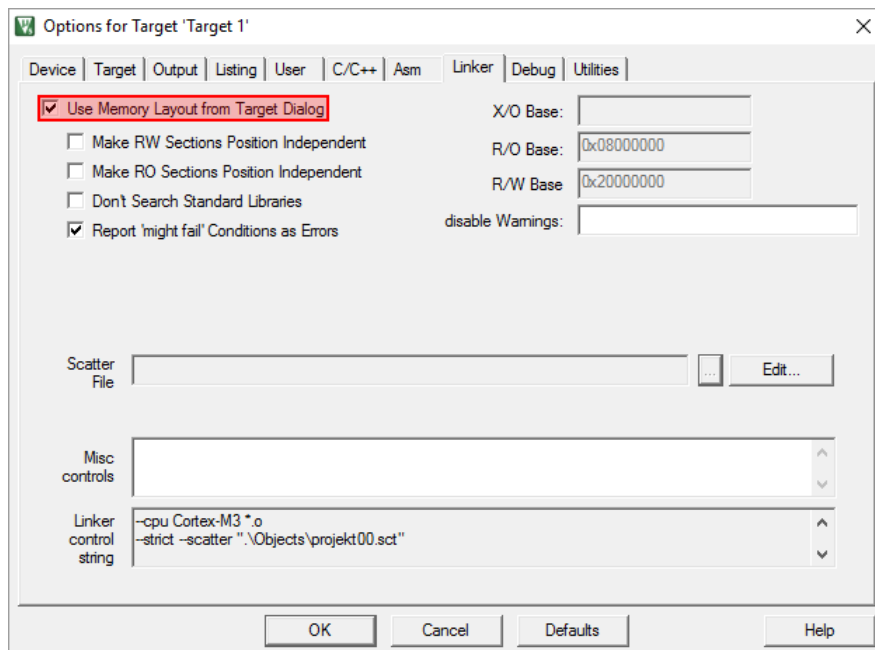 Options for Target 'Target 1'
Device Target Output Listing User C/C++ Asm Linker Debug Utilities
Use Memory Layout from Target Dialog
X/O Base:
Make RW Sections Position Independent
R/O Base: 0x08000000
Make RO Sections Position Independent
R/W Base 0x20000000
Don't Search Standard Libraries
disable Warnings:
Report 'might fail' Conditions as Errors
Scatter
File
...
Edit...
Misc
controls
Linker
control
string
--cpu Cortex-M3 *.o
--strict --scatter ".\Objects\projekt00.sct"
OK Cancel Defaults Help